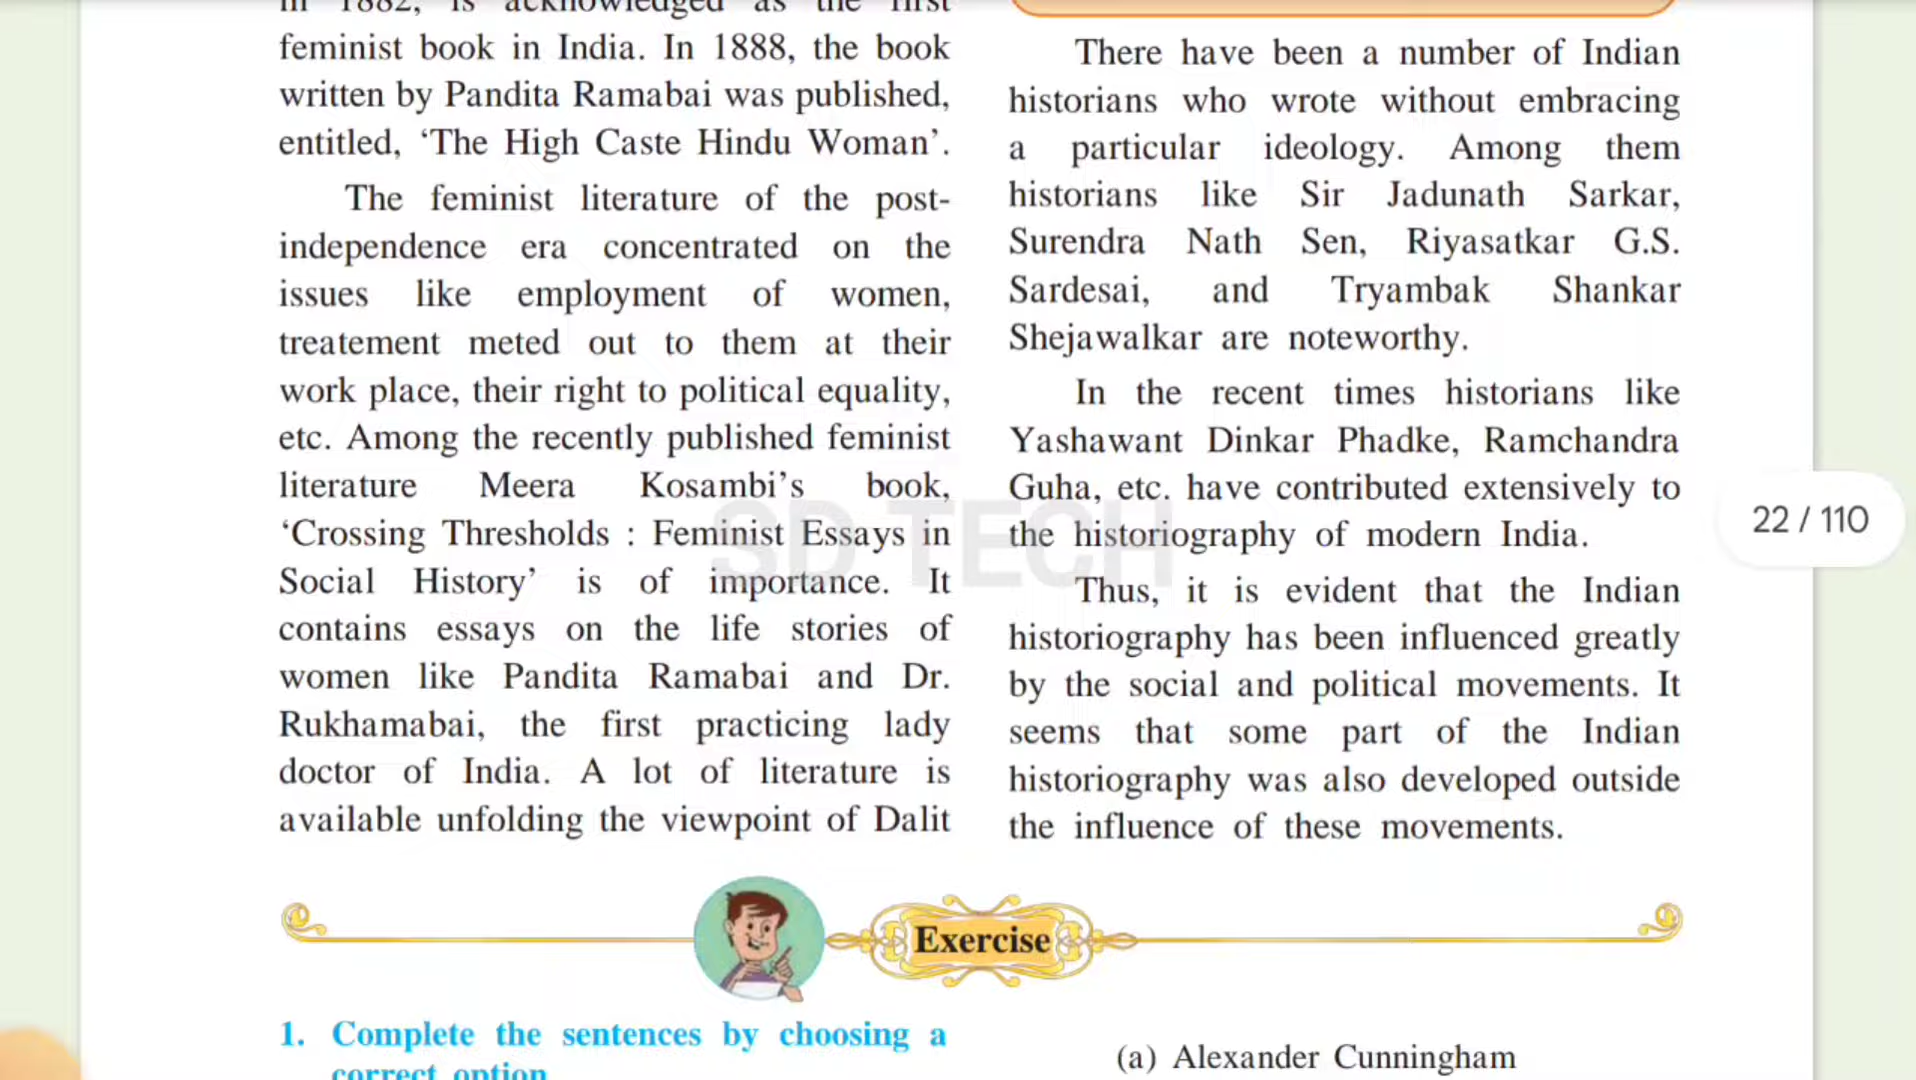 in 1882, is acknowledged as the first
feminist book in India. In 1888, the book
written by Pandita Ramabai was published,
entitled, ‘The High Caste Hindu Woman’.
The feminist literature of the post-
independence era concentrated on the
issues like employment of women,
treatement meted out to them at their
work place, their right to political equality,
etc. Among the recently published feminist
literature Meera Kosambi’s book,
‘Crossing Thresholds : Feminist Essays in
Social History’ is of importance. It
contains essays on the life stories of
women like Pandita Ramabai and Dr.
Rukhamabai, the first practicing lady
doctor of India. A lot of literature is
available unfolding the viewpoint of Dalit
There have been a number of Indian
historians who wrote without embracing
a particular ideology. Among them
historians like Sir Jadunath Sarkar,
Surendra Nath Sen, Riyasatkar G.S.
Sardesai, and Tryambak Shankar
Shejawalkar are noteworthy.
In the recent times historians like
Yashawant Dinkar Phadke, Ramchandra
Guha, etc. have contributed extensively to
the historiography of modern India.
Thus, it is evident that the Indian
historiography has been influenced greatly
by the social and political movements. It
seems that some part of the Indian
historiography was also developed outside
the influence of these movements.
SD TECH
22 / 110
Exercise
1. Complete the sentences by choosing a
correct option
(a) Alexander Cunningham